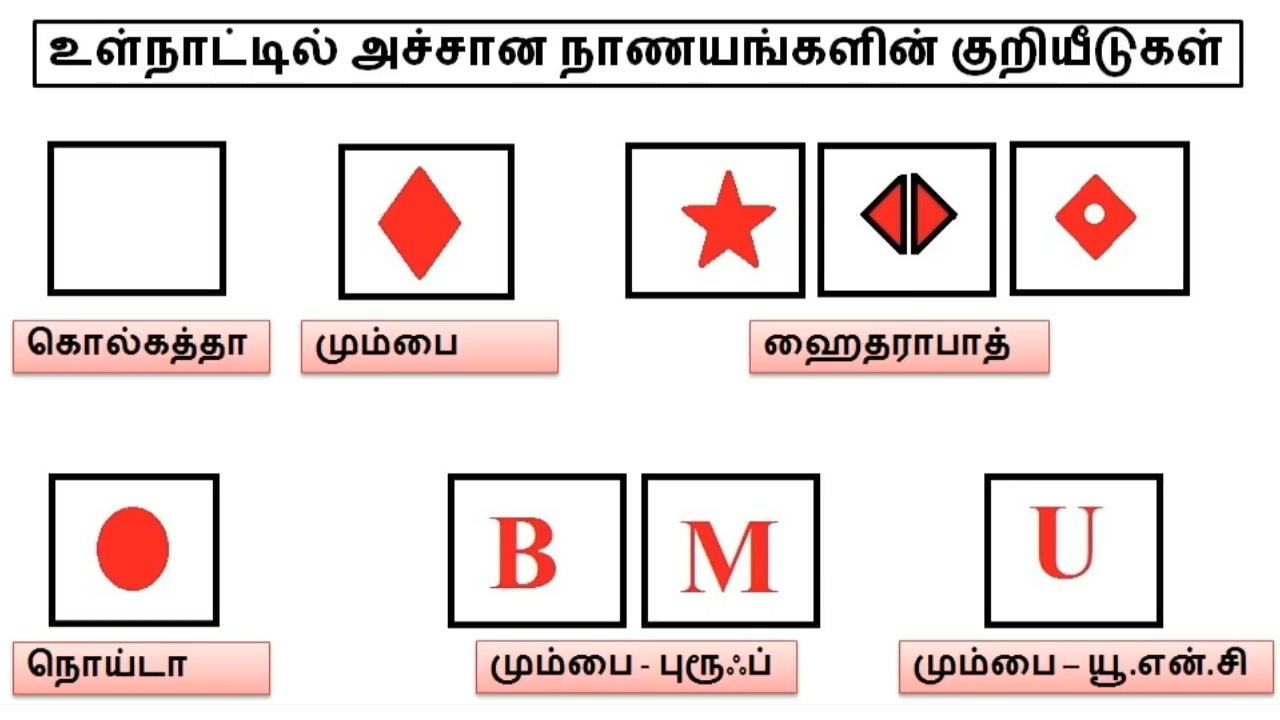 உள்நாட்டில் அச்சான நாணயங்களின் குறியீடுகள்
கொல்கத்தா
மும்பை
ஹைதராபாத்
B
M
U
நொய்டா
மும்பை - புரூஃப்
மும்பை – யூ.என்.சி